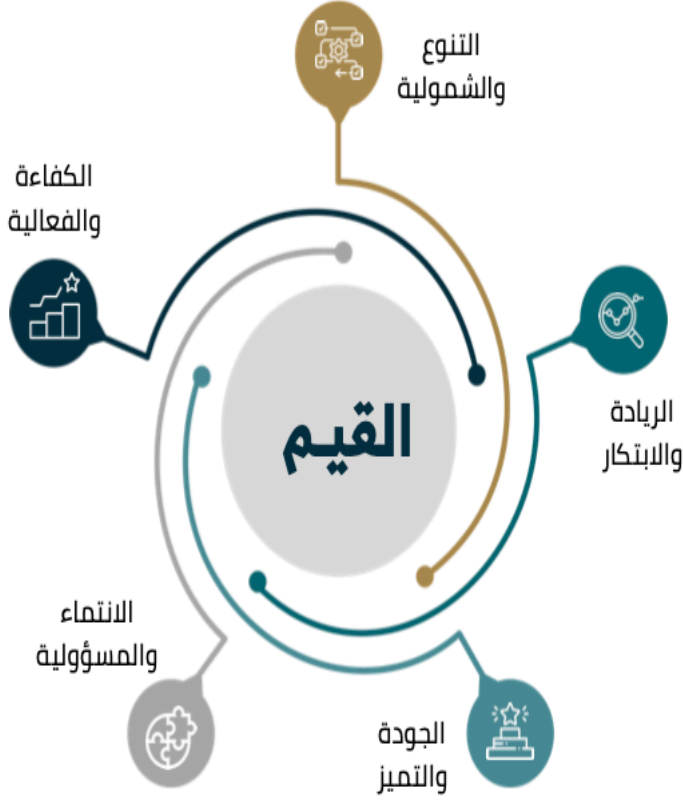 التنوع
والشمولية
الكفاءة
والفعالية
الريادة
والابتكار
القيم
الانتماء
والمسؤولية
الجودة
والتميز